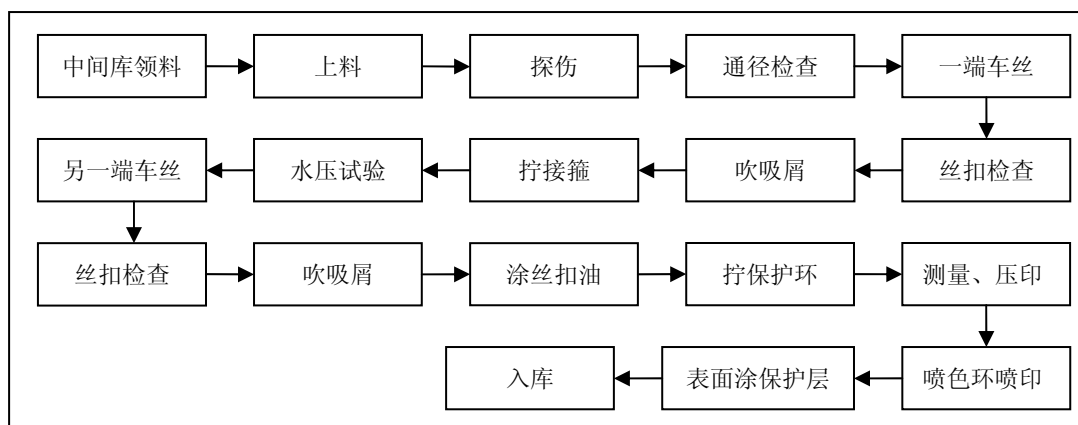 中间库领料
上料
探伤
通径检查
一端车丝
丝扣检查
吹吸屑
拧接箍
水压试验
另一端车丝
丝扣检查
吹吸屑
涂丝扣油
拧保护环
测量、压印
喷色环喷印
表面涂保护层
入库